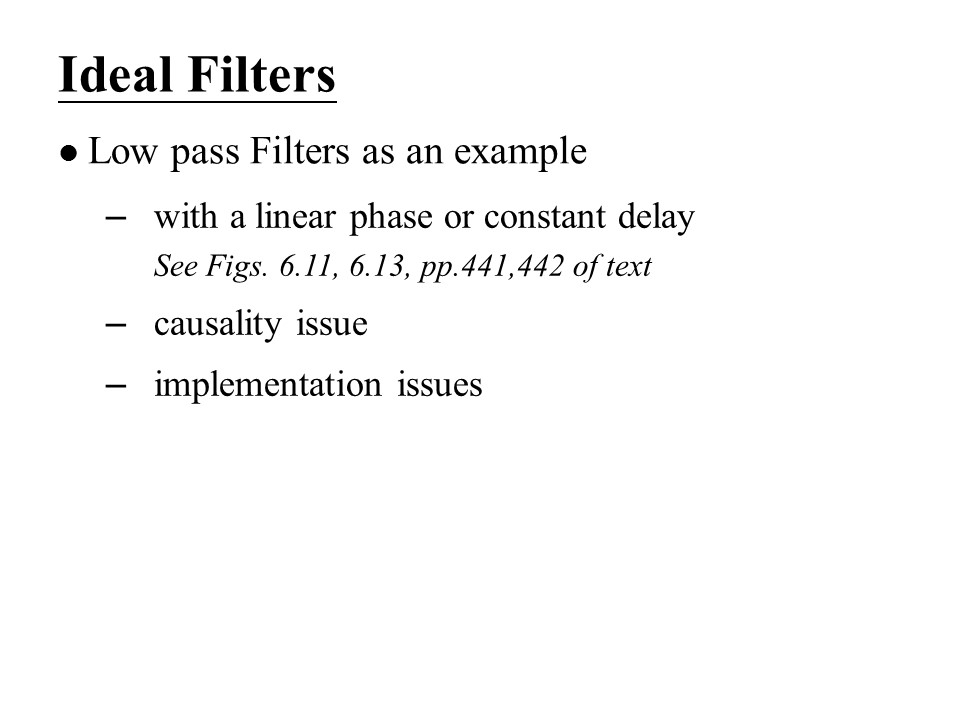 Ideal Filters
● Low pass Filters as an example
– with a linear phase or constant delay
See Figs. 6.11, 6.13, pp.441,442 of text
– causality issue
– implementation issues